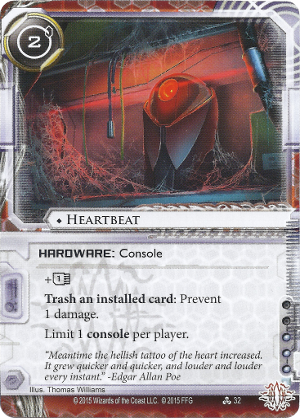 2
♦ HEARTBEAT
HARDWARE: Console
+1
Trash an installed card: Prevent
1 damage.
Limit 1 console per player.
"Meantime the hellish tattoo of the heart increased.
It grew quicker and quicker, and louder and louder
every instant." -Edgar Allan Poe
Illus. Thomas Williams
©2015 Wizards of the Coast LLC. © 2015 FFG
32